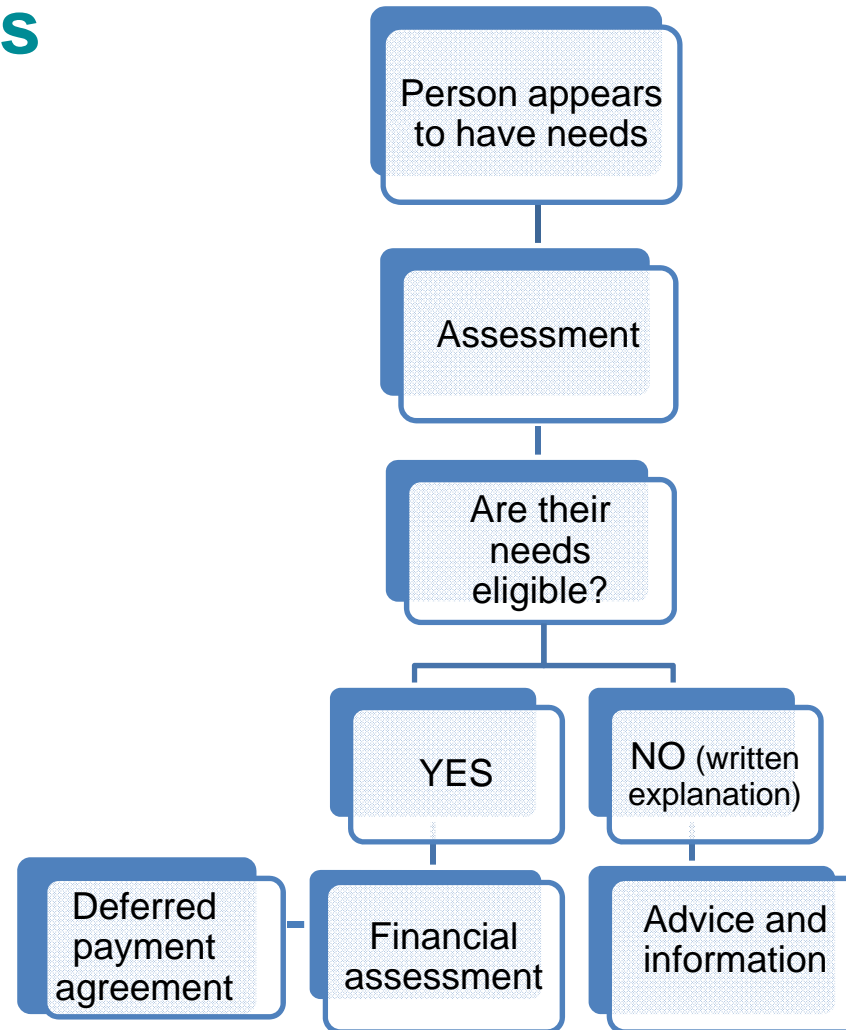 s
Person appears
to have needs
Assessment
Are their
needs
eligible?
YES
NO (written
explanation)
Deferred
payment
agreement
Financial
assessment
Advice and
information